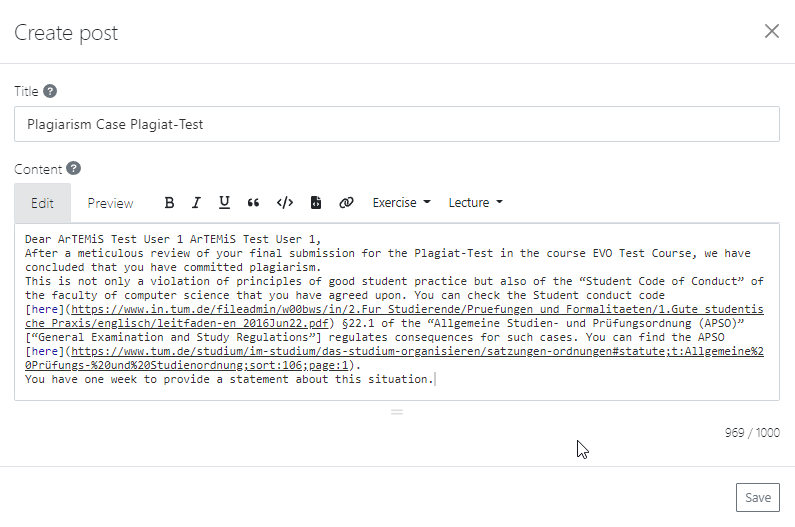 Create post
Title
Plagiarism Case Plagiat-Test
Content
Edit Preview B I U Exercise Lecture
Dear ArTEMiS Test User 1 ArTEMiS Test User 1,
After a meticulous review of your final submission for the Plagiat-Test in the course EVO Test Course, we have
concluded that you have committed plagiarism.
This is not only a violation of principles of good student practice but also of the “Student Code of Conduct” of
the faculty of computer science that you have agreed upon. You can check the Student conduct code
[here](https://www.in.tum.de/fileadmin/w00bws/in/2.Fur_Studierende/Pruefungen_und_Formalitaeten/1.Gute_studentis
che_Praxis/englisch/leitfaden-en_2016Jun22.pdf) §22.1 of the “Allgemeine Studien- und Prüfungsordnung (APSO)”
[“General Examination and Study Regulations”] regulates consequences for such cases. You can find the APSO
[here](https://www.tum.de/studium/im-studium/das-studium-organisieren/satzungen-ordnungen#statute;t:Allgemeine%2
0Prüfungs-%20und%20Studienordnung;sort:106;page:1).
You have one week to provide a statement about this situation.
969 / 1000
Save